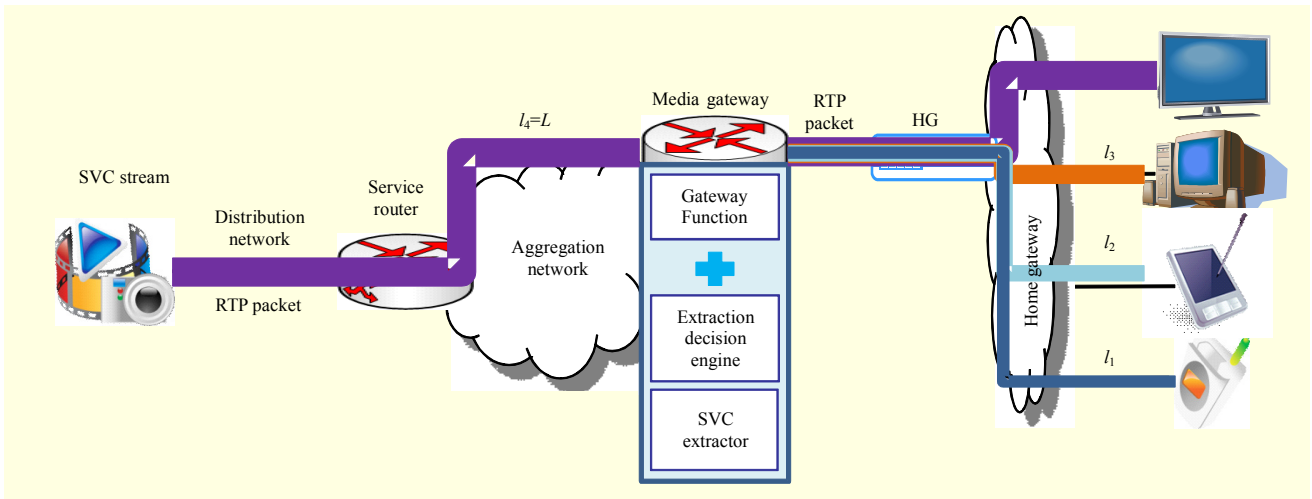 SVC stream
Distribution
network
RTP packet
Service
router
l4=L
Aggregation
network
Media gateway
Gateway
Function
Extraction
decision
engine
SVC
extractor
RTP
packet
HG
Home gateway
l3
l2
l1